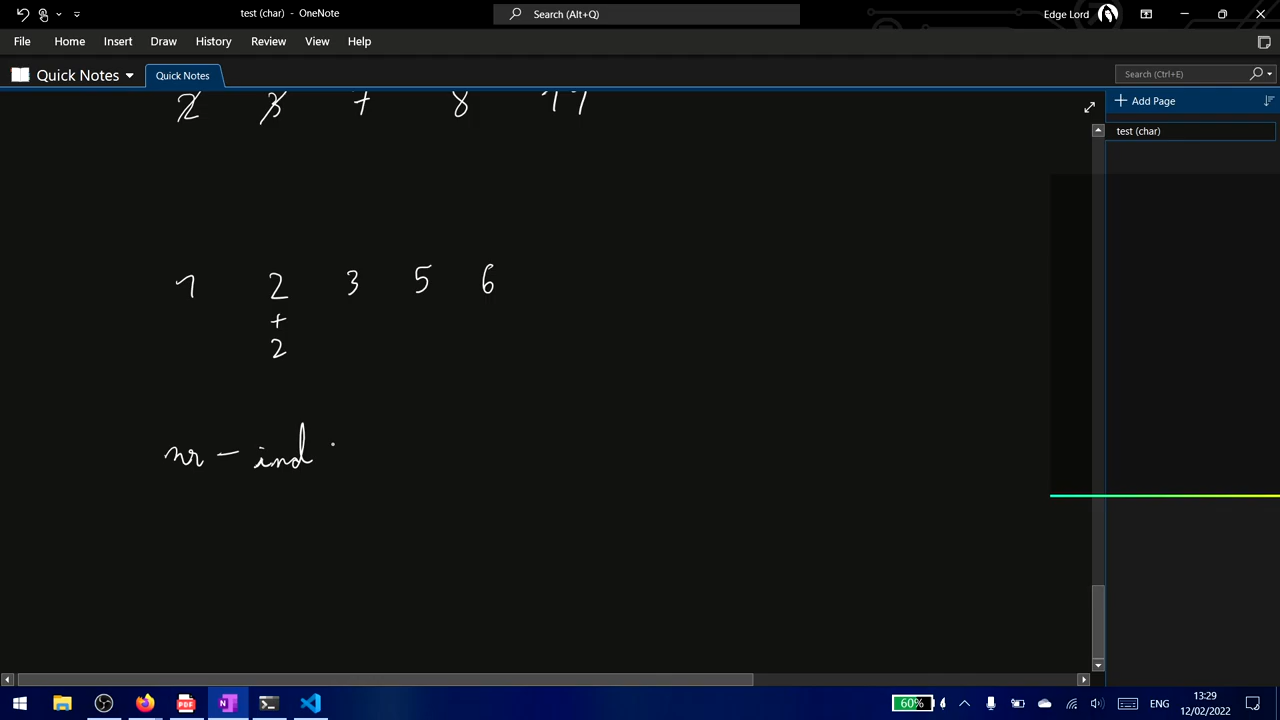 test (char) - OneNote
Search (Alt+Q)
Edge Lord
File Home Insert Draw History Review View Help
Quick Notes
Quick Notes
Search (Ctrl+E)
Add Page
test (char)
2 3 7 8 11
1 2 3 5 6
+
2
nr - ind
60%
ENG
13:29
12/02/2022